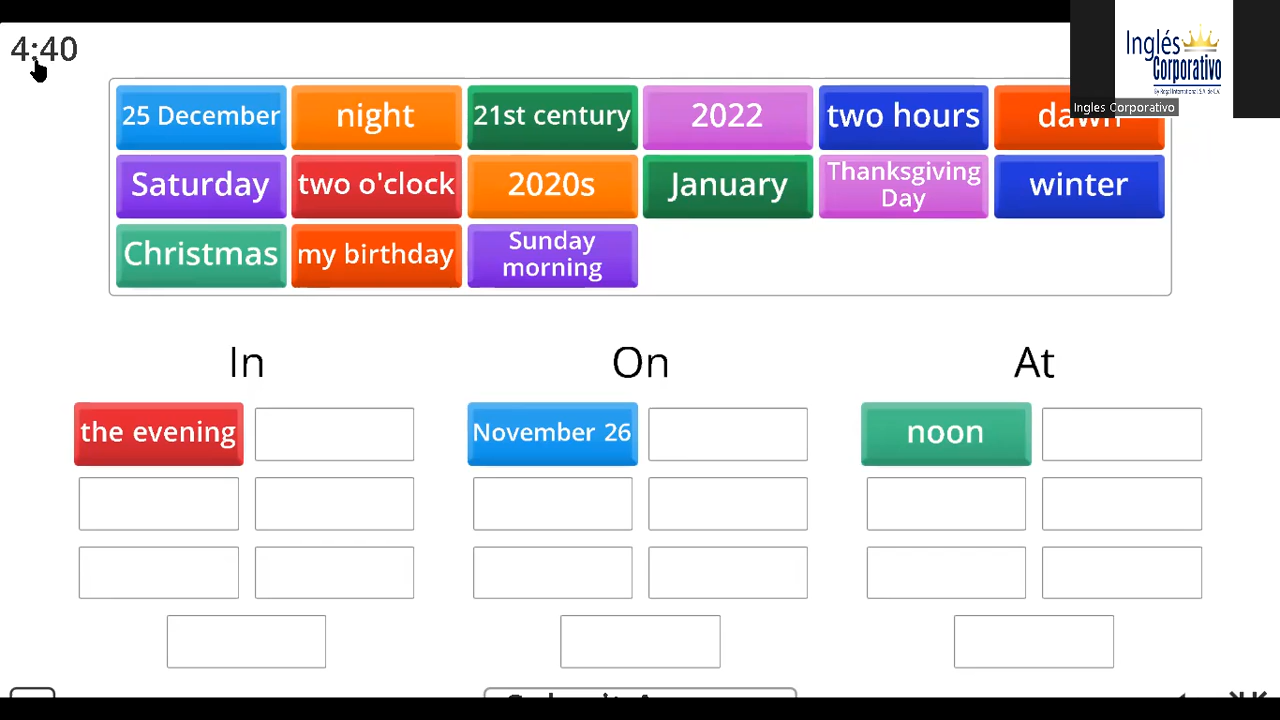 4:40
Inglés
Corporativo
Ingles Corporativo
25 December night 21st century 2022 two hours dawn
Saturday two o'clock 2020s January Thanksgiving Day winter
Christmas my birthday Sunday morning
In On At
the evening November 26 noon